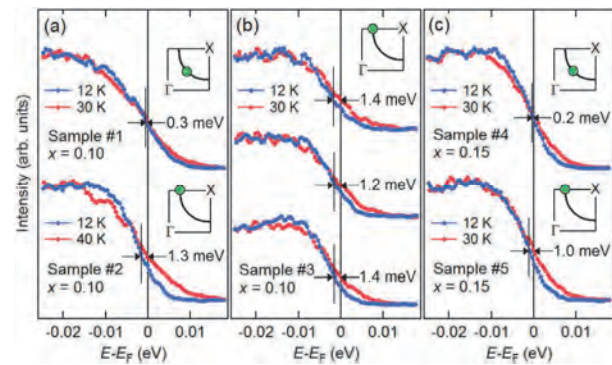 Intensity (arb. units)
(a)
X
Γ
12 K
30 K
0.3 meV
Sample #1
x = 0.10
X
Γ
12 K
40 K
1.3 meV
Sample #2
x = 0.10
-0.02 -0.01 0 0.01
E-EF (eV)
(b)
X
Γ
12 K
30 K
1.4 meV
1.2 meV
1.4 meV
Sample #3
x = 0.10
-0.02 -0.01 0 0.01
E-EF (eV)
(c)
X
Γ
12 K
30 K
0.2 meV
Sample #4
x = 0.15
X
Γ
12 K
30 K
1.0 meV
Sample #5
x = 0.15
-0.02 -0.01 0 0.01
E-EF (eV)